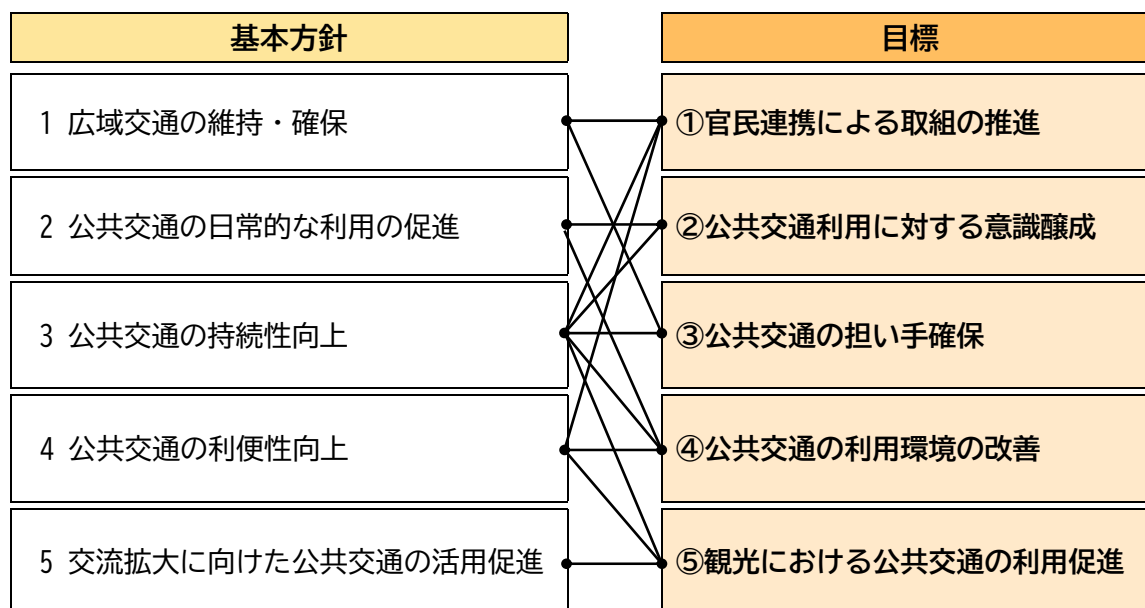 基本方針
目標
1 広域交通の維持・確保
①官民連携による取組の推進
2 公共交通の日常的な利用の促進
②公共交通利用に対する意識醸成
3 公共交通の持続性向上
③公共交通の担い手確保
4 公共交通の利便性向上
④公共交通の利用環境の改善
5 交流拡大に向けた公共交通の活用促進
⑤観光における公共交通の利用促進